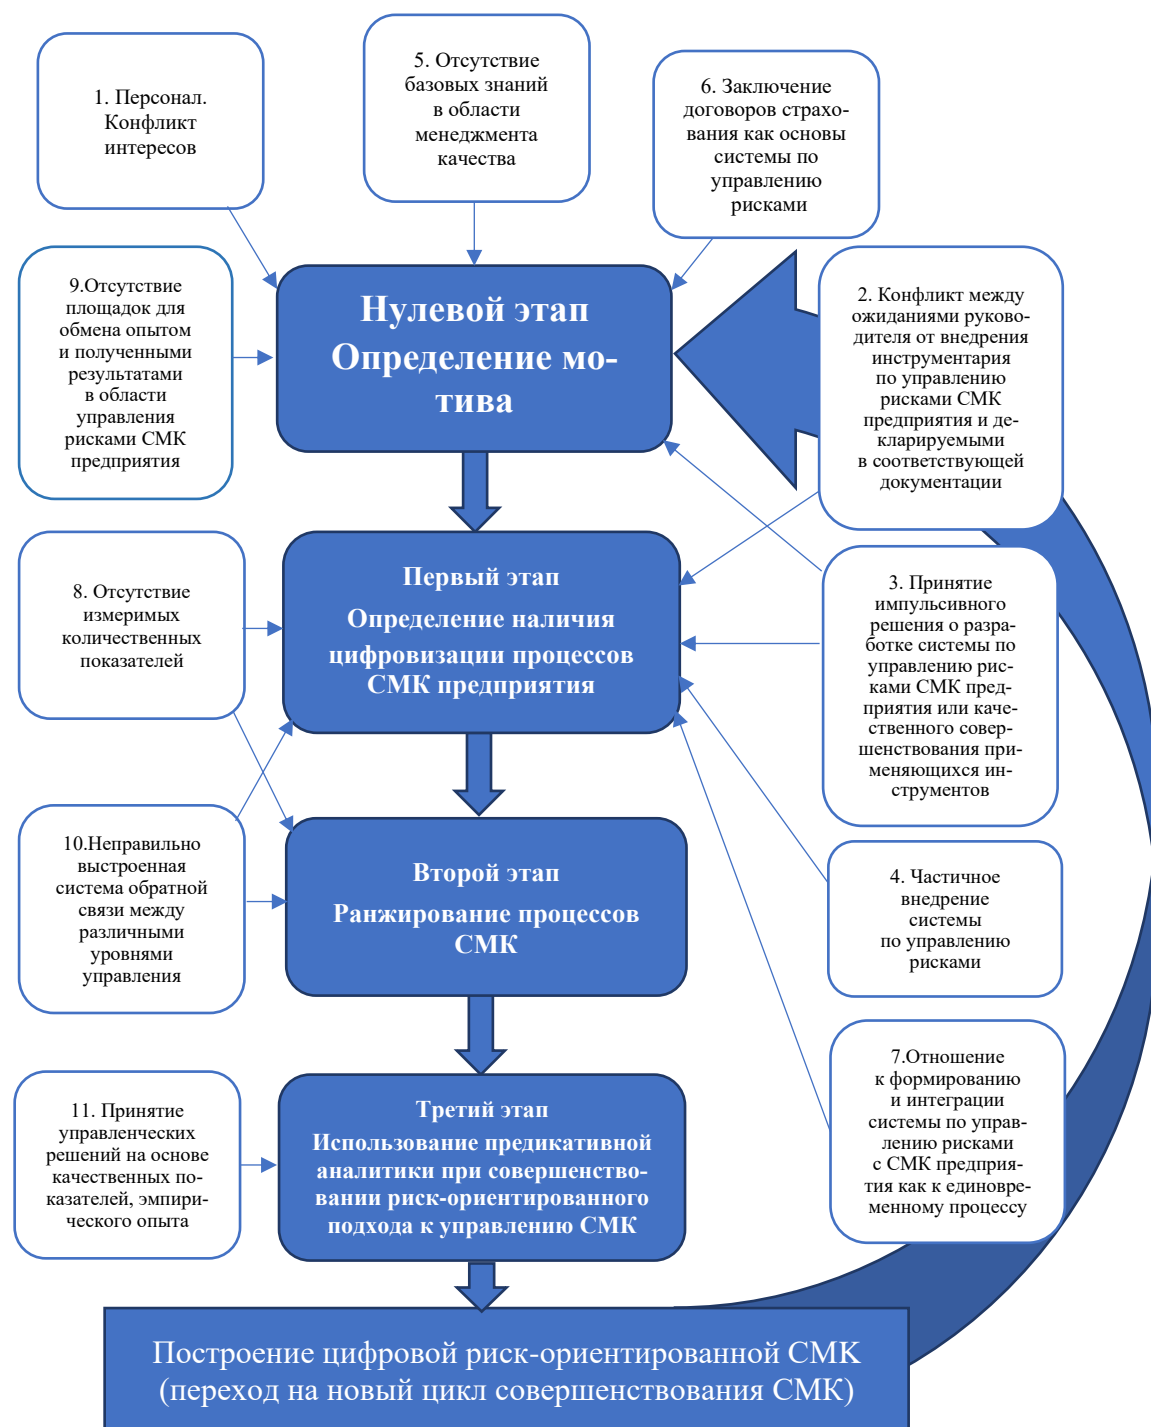 1. Персонал.
Конфликт
интересов
5. Отсутствие
базовых знаний
в области
менеджмента
качества
6. Заключение
договоров страхо-
вания как основы
системы по
управлению
рисками
9.Отсутствие
площадок для
обмена опытом
и полученными
результатами
в области
управления
рисками СМК
предприятия
Нулевой этап
Определение мо-
тива
2. Конфликт между
ожиданиями руково-
дителя от внедрения
инструментария
по управлению
рисками СМК
предприятия и де-
кларируемыми
в соответствующей
документации
8. Отсутствие
измеримых
количественных
показателей
Первый этап
Определение наличия
цифровизации процессов
СМК предприятия
3. Принятие
импульсивного
решения о разра-
ботке системы по
управлению рис-
ками СМК пред-
приятия или каче-
ственного совер-
шенствования при-
меняющихся ин-
струментов
10.Неправильно
выстроенная
система обратной
связи между
различными
уровнями
управления
Второй этап
Ранжирование процессов
СМК
4. Частичное
внедрение
системы
по управлению
рисками
7.Отношение
к формированию
и интеграции
системы по управ-
лению рисками
с СМК предприя-
тия как к единовре-
менному процессу
11. Принятие
управленческих
решений на основе
качественных по-
казателей, эмпири-
ческого опыта
Третий этап
Использование предикативной
аналитики при совершенство-
вании риск-ориентированного
подхода к управлению СМК
Построение цифровой риск-ориентированной СМК
(переход на новый цикл совершенствования СМК)